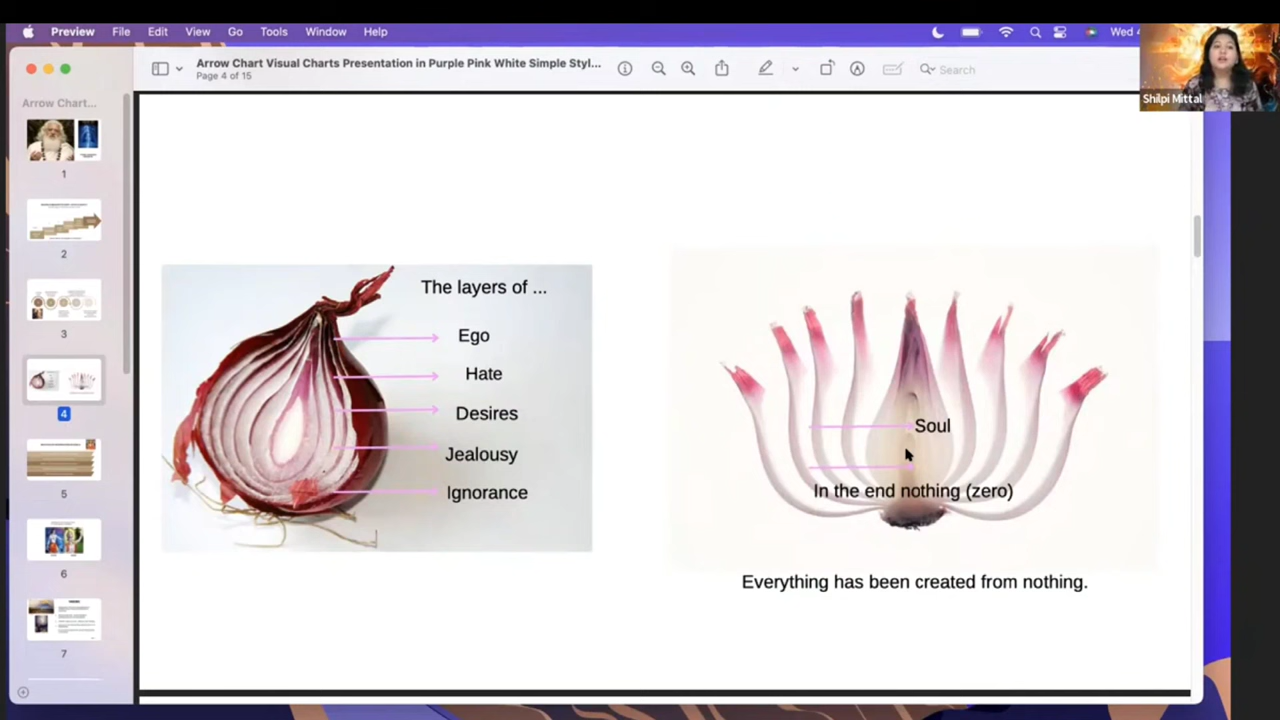 Preview File Edit View Go Tools Window Help
Wed
Arrow Chart Visual Charts Presentation in Purple Pink White Simple Styl...
Page 4 of 15
Search
Shilpi Mittal
Arrow Chart...
1
2
3
4
5
6
7
The layers of ...
Ego
Hate
Desires
Jealousy
Ignorance
Soul
In the end nothing (zero)
Everything has been created from nothing.